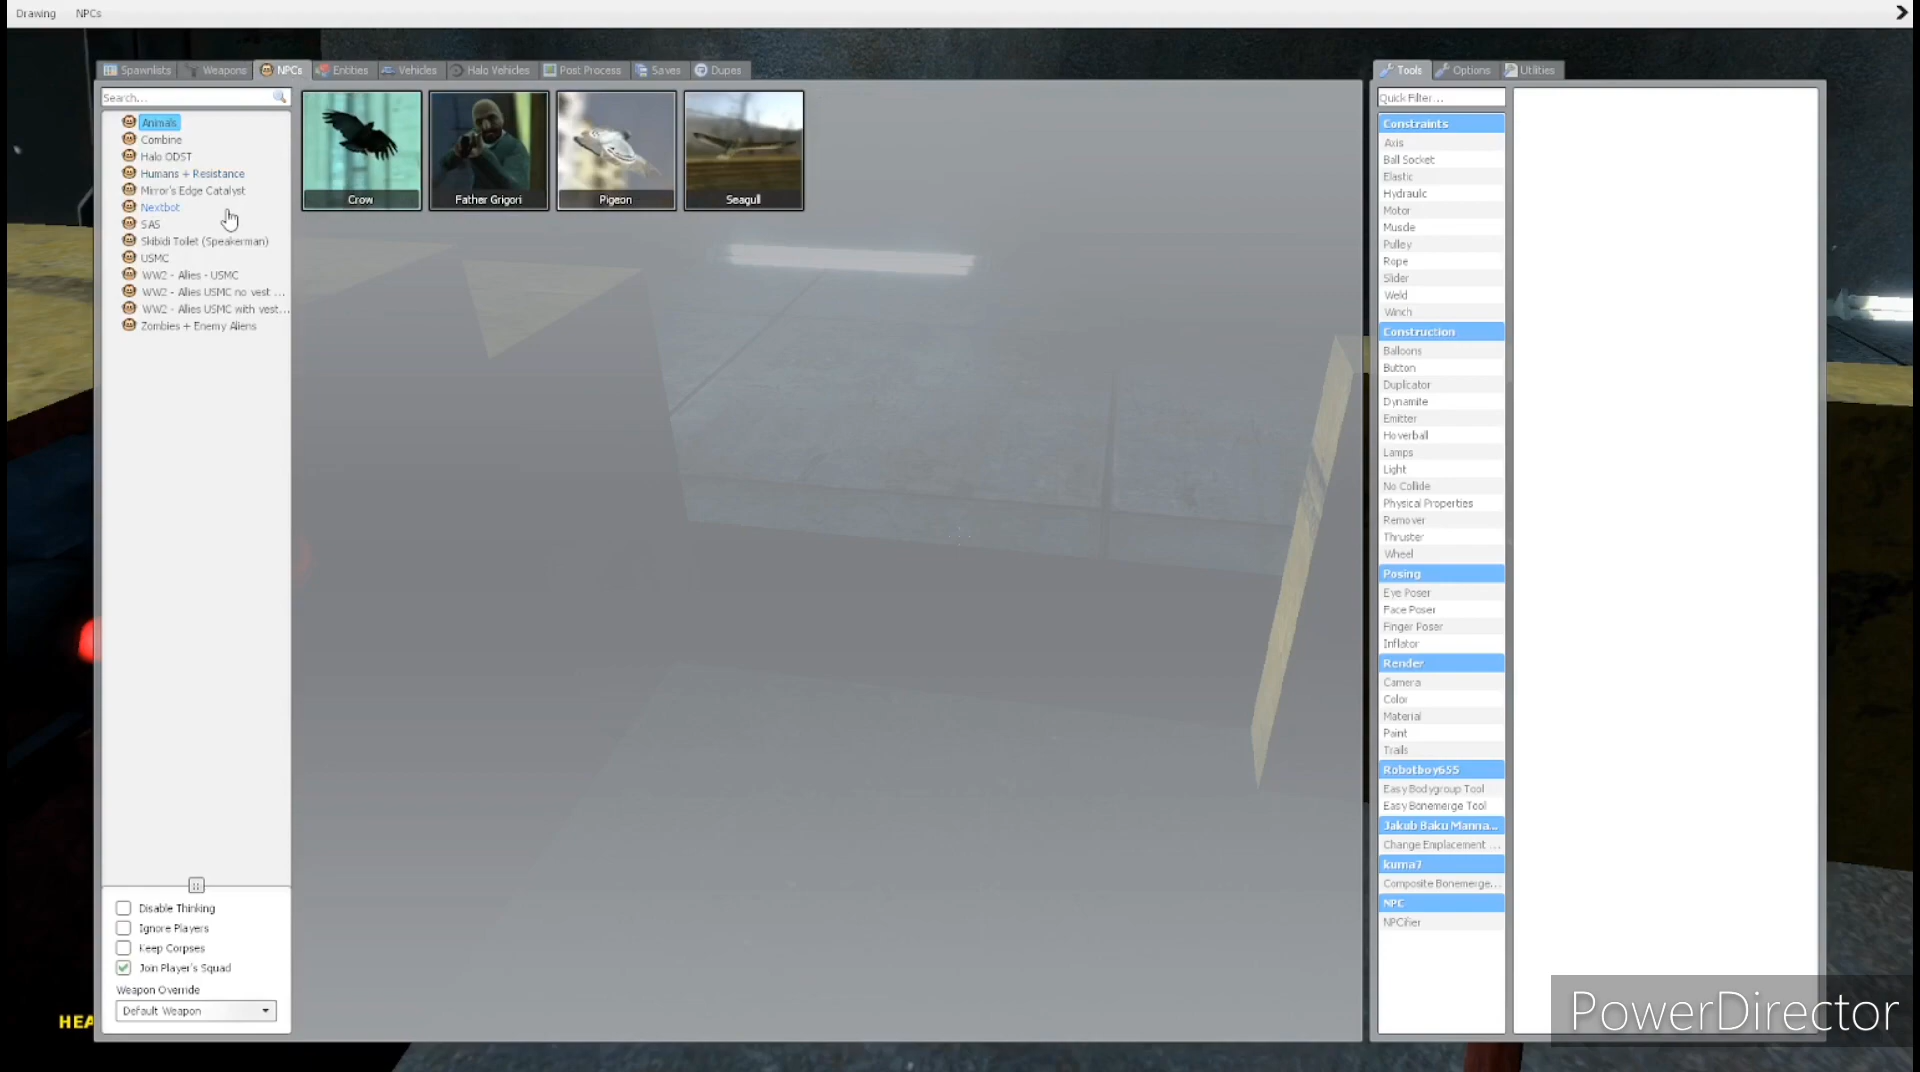 Drawing NPCs
Spawnlists Weapons NPCs Entities Vehicles Halo Vehicles Post Process Saves Dupes
Search...
Animals
Combine
Halo ODST
Humans + Resistance
Mirror's Edge Catalyst
Nextbot
SAS
Skibidi Toilet (Speakerman)
USMC
WW2 - Alies - USMC
WW2 - Alies USMC no vest ...
WW2 - Alies USMC with vest...
Zombies + Enemy Aliens
Crow
Father Grigori
Pigeon
Seagull
Disable Thinking
Ignore Players
Keep Corpses
Join Player's Squad
Weapon Override
Default Weapon
HEA
Tools Options Utilities
Quick Filter...
Constraints
Axis
Ball Socket
Elastic
Hydraulic
Motor
Muscle
Pulley
Rope
Slider
Weld
Winch
Construction
Balloons
Button
Duplicator
Dynamite
Emitter
Hoverball
Lamps
Light
No Collide
Physical Properties
Remover
Thruster
Wheel
Posing
Eye Poser
Face Poser
Finger Poser
Inflator
Render
Camera
Color
Material
Paint
Trails
Robotboy655
Easy Bodygroup Tool
Easy Bonemerge Tool
Jakub Baku Manna...
Change Emplacement ...
kuma7
Composite Bonemerge...
NPC
NPCifier
PowerDirector